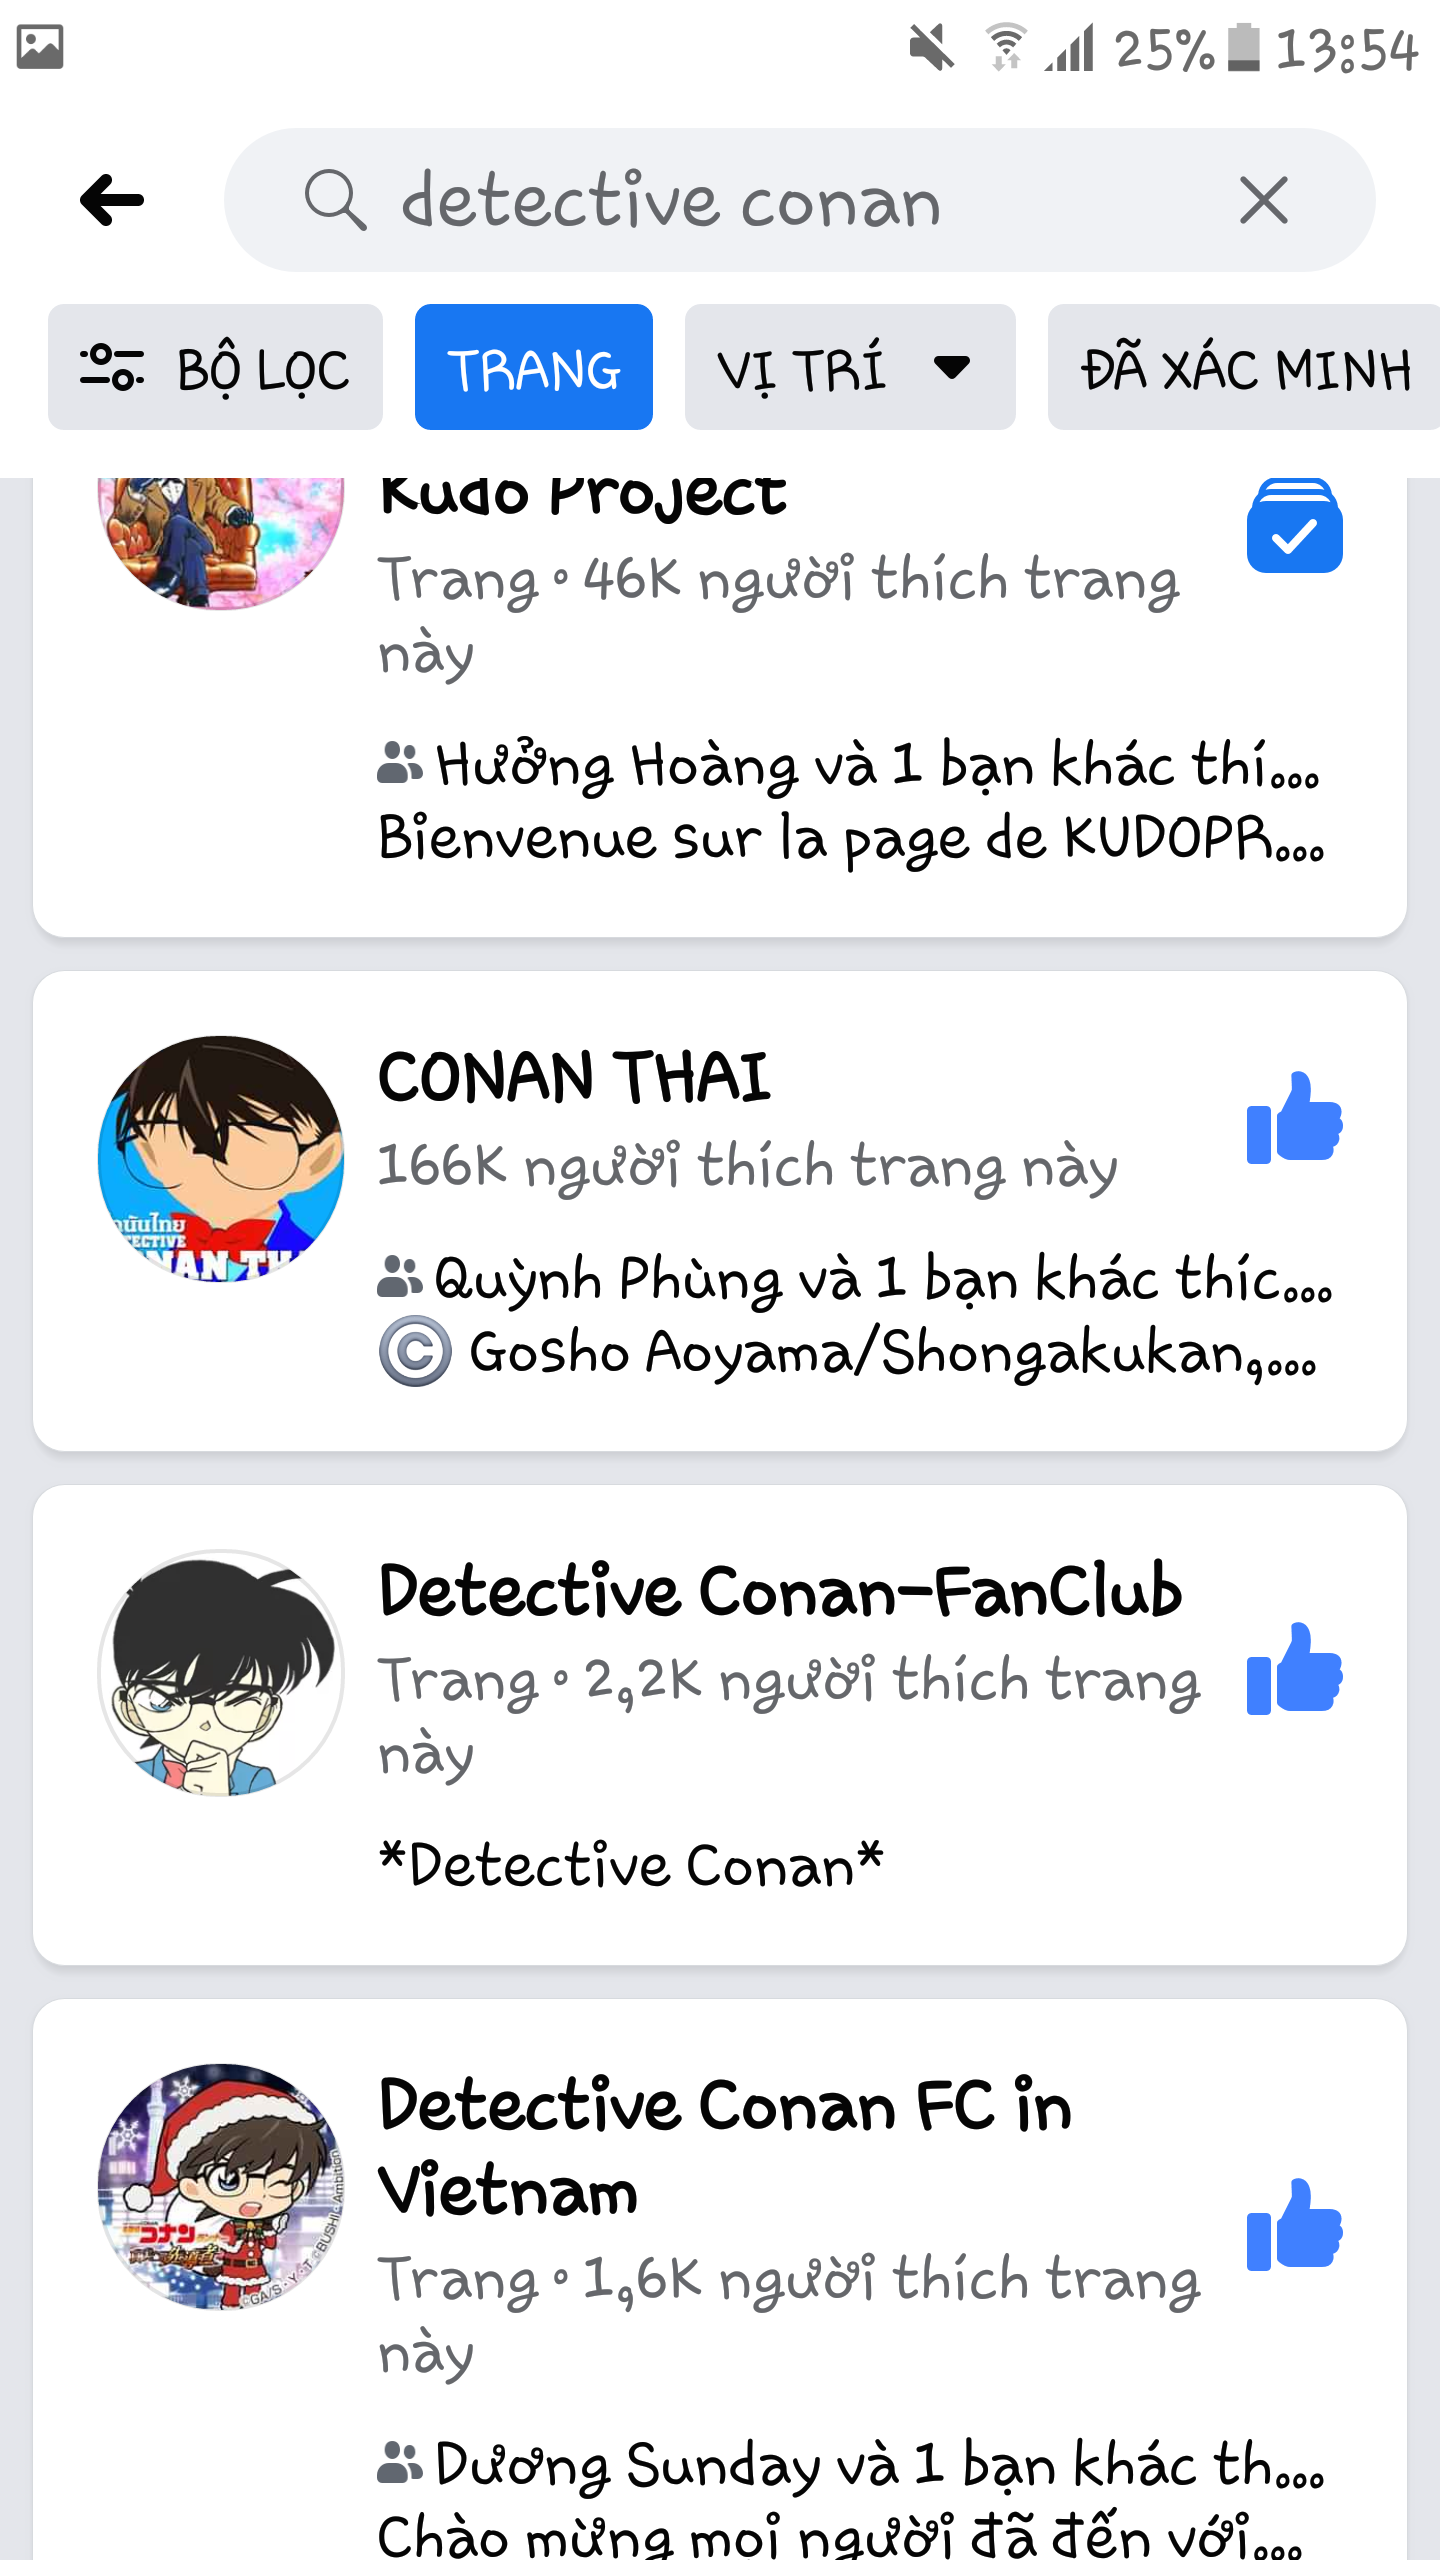 25% 13:54
detective conan
BỘ LỌC TRANG VỊ TRÍ ĐÃ XÁC MINH
Kudo Project
Trang • 46K người thích trang
này
Hưởng Hoàng và 1 bạn khác thí...
Bienvenue sur la page de KUDOPR...
CONAN THAI
166K người thích trang này
Quỳnh Phùng và 1 bạn khác thíc...
© Gosho Aoyama/Shongakukan,...
Detective Conan-FanClub
Trang • 2,2K người thích trang
này
*Detective Conan*
Detective Conan FC in
Vietnam
Trang • 1,6K người thích trang
này
コナン
Dương Sunday và 1 bạn khác th...
Chào mừng mọi người đã đến với...